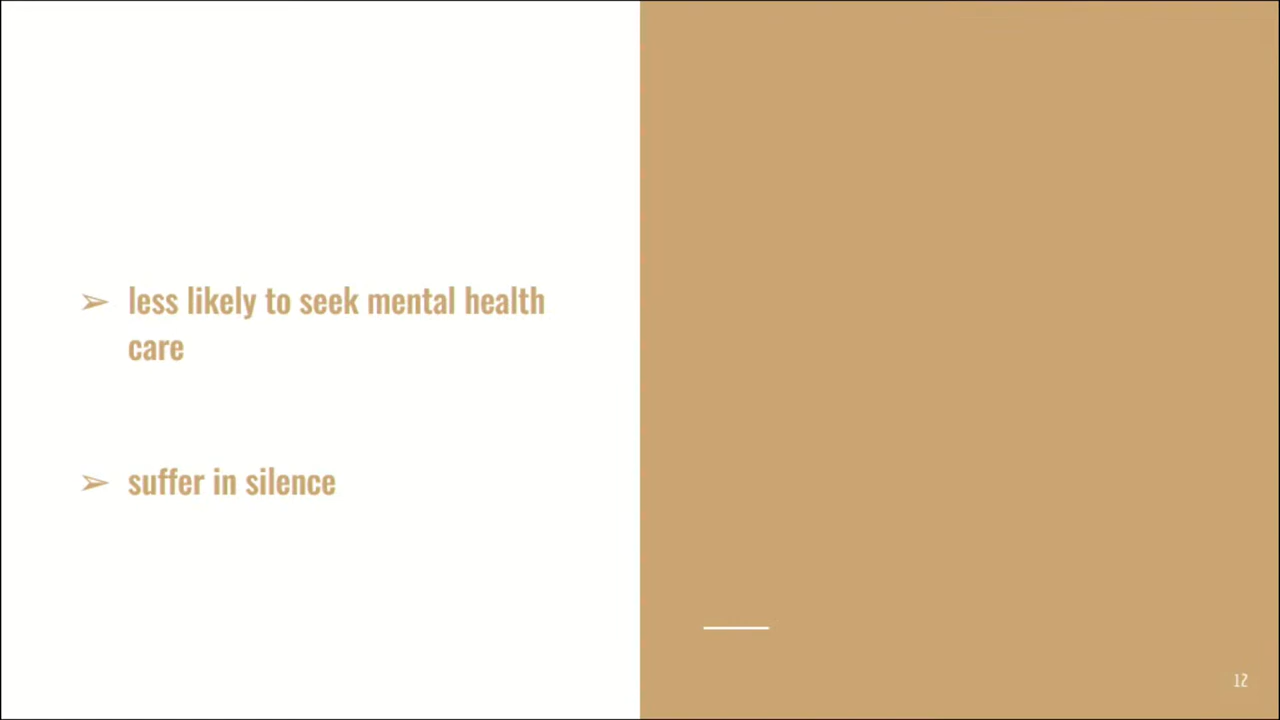 ➢ less likely to seek mental health
care
➢ suffer in silence
12